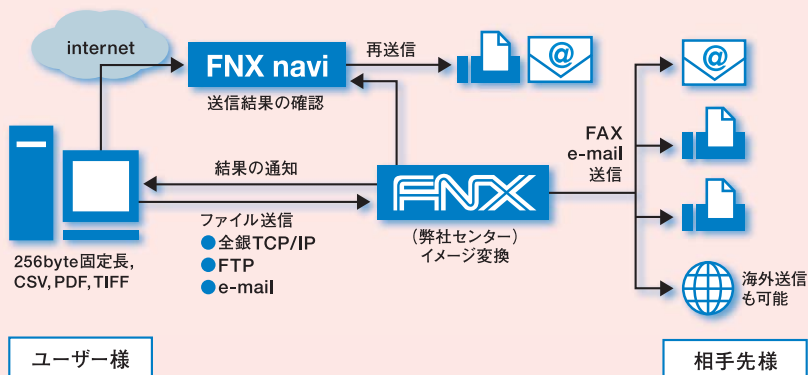 internet
FNX navi
送信結果の確認
再送信
@
@
結果の通知
ファイル送信
●全銀TCP/IP
●FTP
●e-mail
256byte固定長,
CSV, PDF, TIFF
FNX
(弊社センター)
イメージ変換
FAX
e-mail
送信
海外送信
も可能
ユーザー様
相手先様